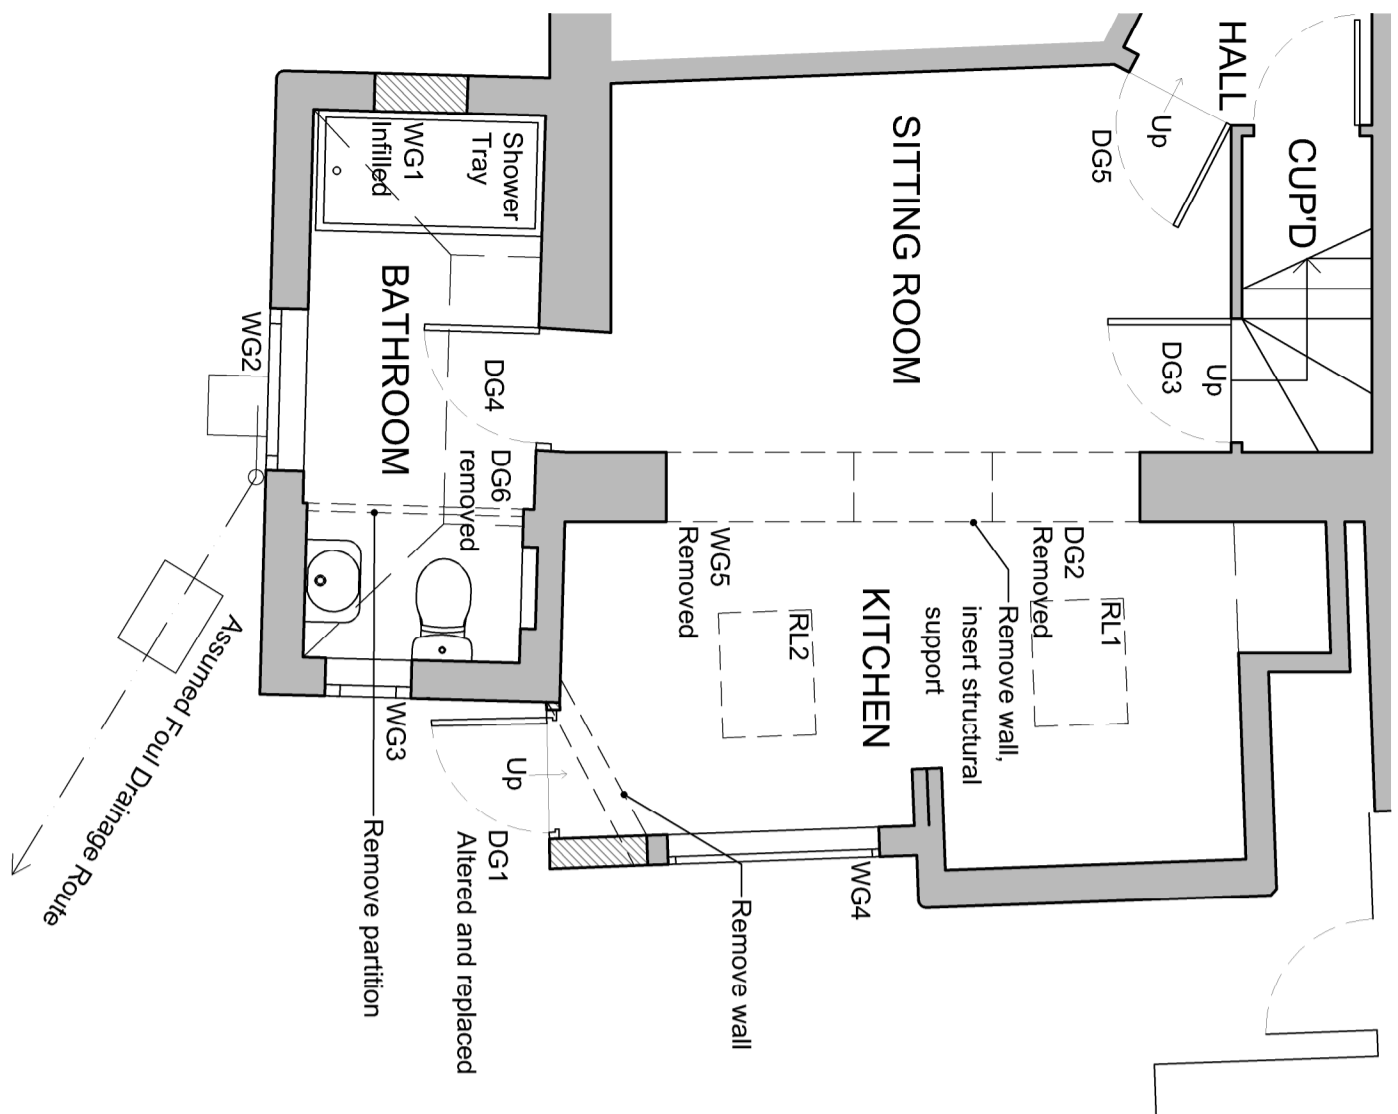 HALL
CUP'D
Up
DG5
SITTING ROOM
Up
DG3
Shower
Tray
WG1
Infilled
BATHROOM
WG2
DG4
DG6
removed
DG2
Removed
WG5
Removed
RL1
RL2
Remove wall,
insert structural
support
KITCHEN
WG3
Up
DG1
Altered and replaced
WG4
Remove wall
Remove partition
Assumed Foul Drainage Route